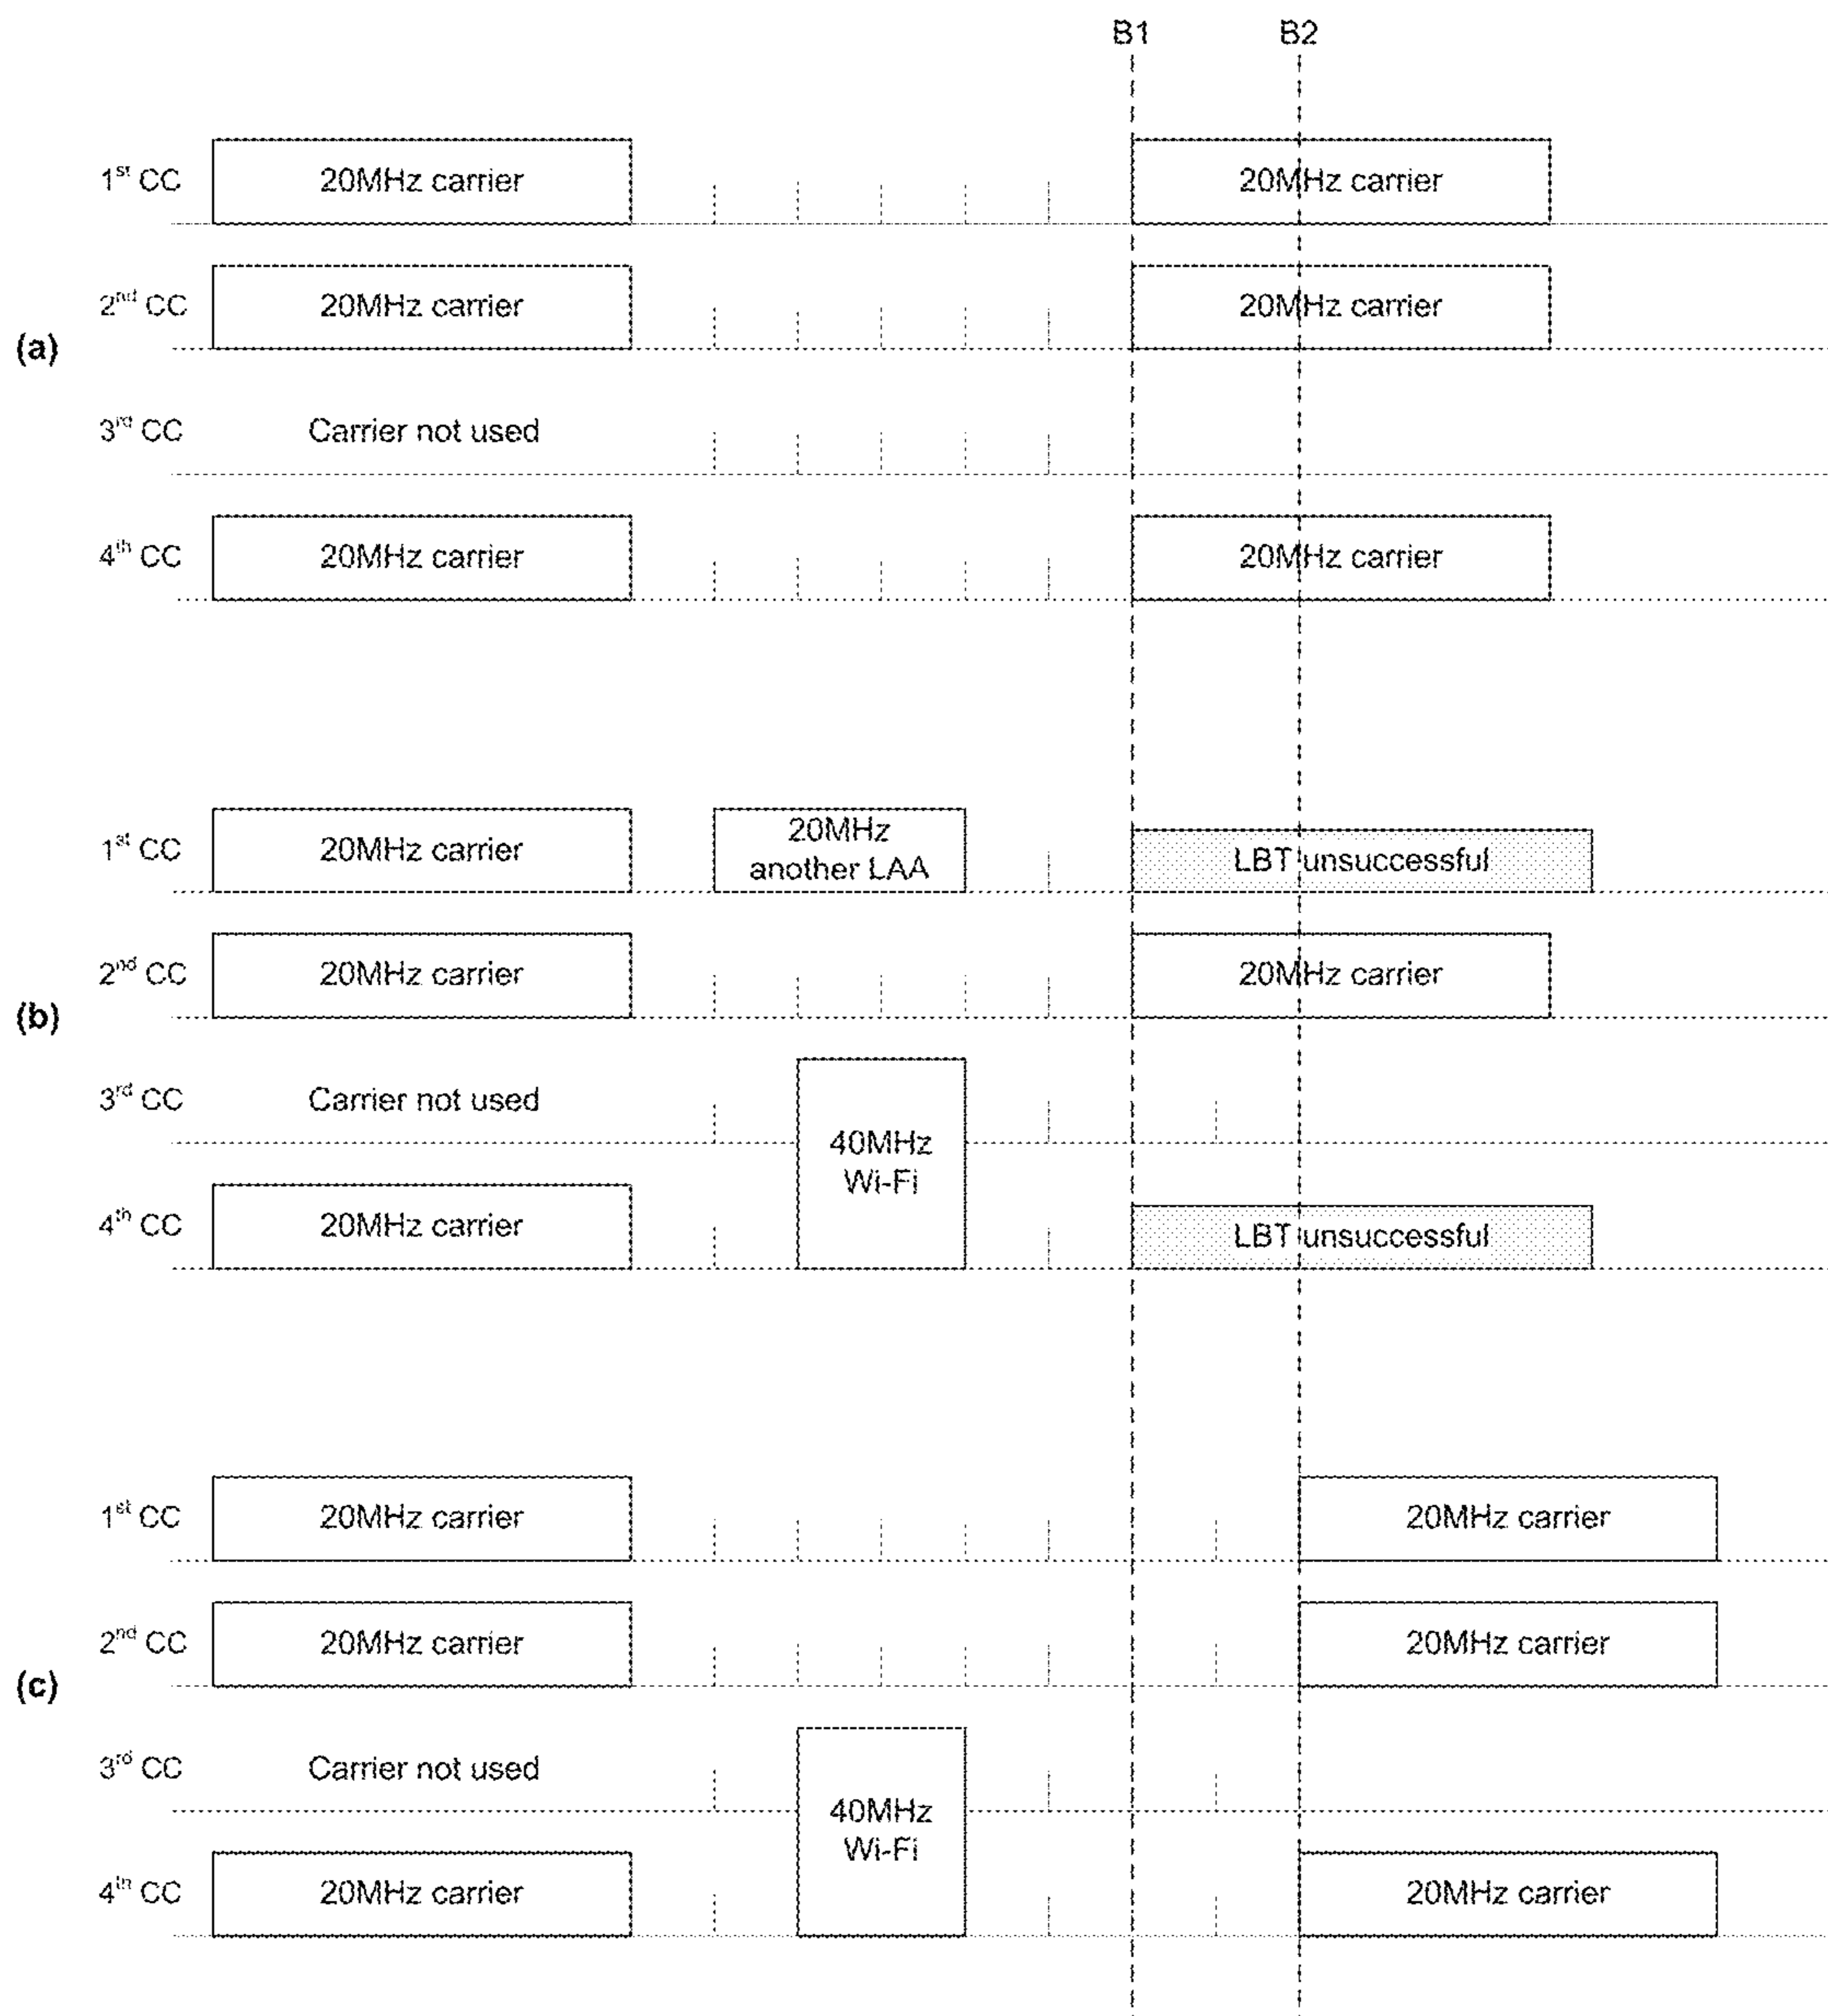 B1 B2
1st CC 20MHz carrier 20MHz carrier
2nd CC 20MHz carrier 20MHz carrier
(a)
3rd CC Carrier not used
4th CC 20MHz carrier 20MHz carrier
1st CC 20MHz carrier 20MHz another LAA LBT unsuccessful
2nd CC 20MHz carrier 20MHz carrier
(b)
3rd CC Carrier not used
40MHz
Wi-Fi
4th CC 20MHz carrier LBT unsuccessful
1st CC 20MHz carrier 20MHz carrier
2nd CC 20MHz carrier 20MHz carrier
(c)
3rd CC Carrier not used
40MHz
Wi-Fi
4th CC 20MHz carrier 20MHz carrier